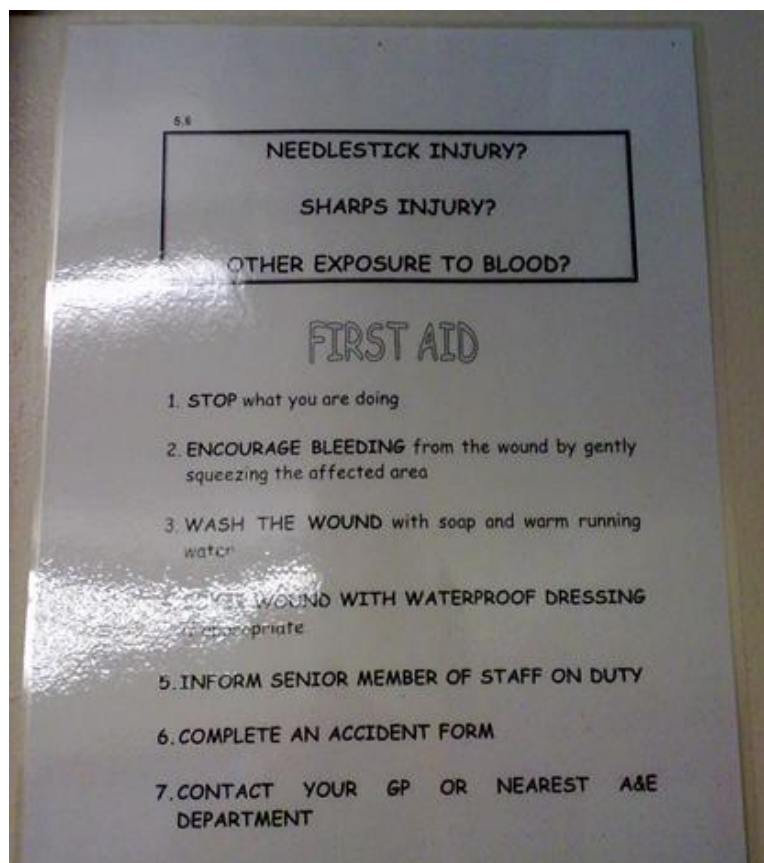 5.6
NEEDLESTICK INJURY?
SHARPS INJURY?
OTHER EXPOSURE TO BLOOD?
FIRST AID
1. STOP what you are doing
2. ENCOURAGE BLEEDING from the wound by gently
squeezing the affected area
3. WASH THE WOUND with soap and warm running
water
COVER WOUND WITH WATERPROOF DRESSING
appropriate
5. INFORM SENIOR MEMBER OF STAFF ON DUTY
6. COMPLETE AN ACCIDENT FORM
7. CONTACT YOUR GP OR NEAREST A&E
DEPARTMENT